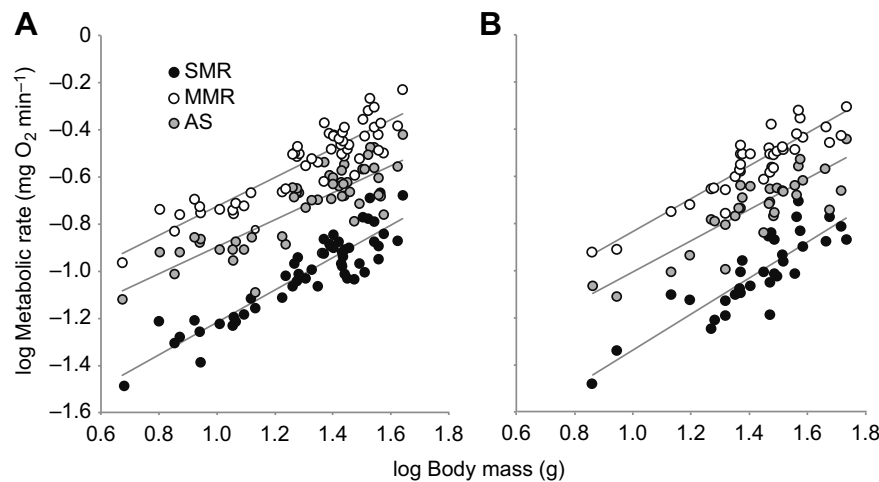 A
B
0
−0.2
−0.4
−0.6
−0.8
−1.0
−1.2
−1.4
−1.6
SMR
MMR
AS
log Metabolic rate (mg O₂ min⁻¹)
0.6 0.8 1.0 1.2 1.4 1.6 1.8
0.6 0.8 1.0 1.2 1.4 1.6 1.8
log Body mass (g)